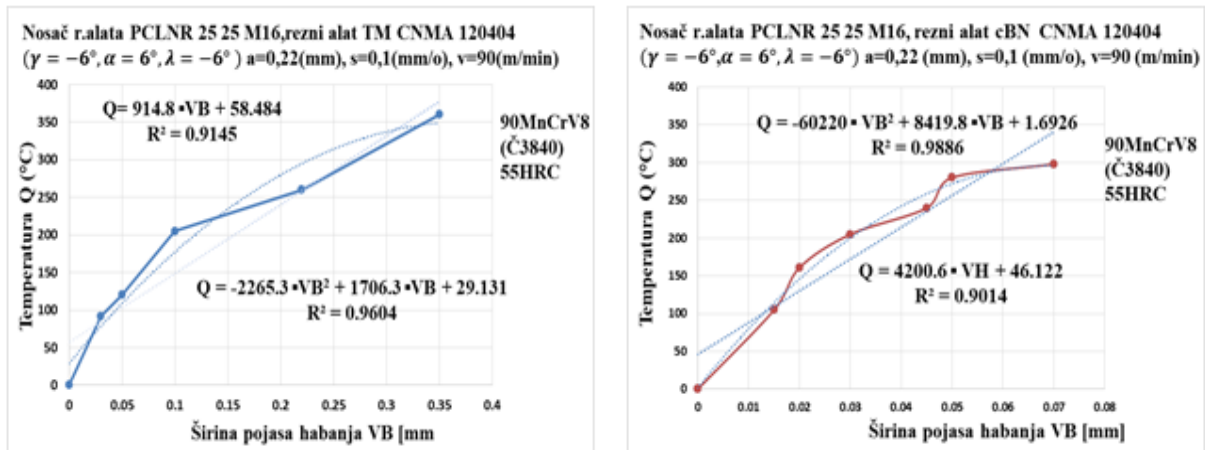 Nosač r.alata PCLNR 25 25 M16,rezni alat TM CNMA 120404
(γ = −6°,α = 6°, λ = −6° ) a=0,22(mm), s=0,1(mm/o), v=90(m/min)
Temperatura Q (°C)
400
350
300
250
200
150
100
50
0
Q= 914.8 ▪VB + 58.484
R² = 0.9145
90MnCrV8
(Č3840)
55HRC
Q = -2265.3▪VB² + 1706.3▪VB + 29.131
R² = 0.9604
0
0.05
0.1
0.15
0.2
0.25
0.3
0.35
0.4
Širina pojasa habanja VB [mm
Nosač r.alata PCLNR 25 25 M16, rezni alat cBN CNMA 120404
(γ = −6°,α = 6°, λ = −6° ) a=0,22 (mm), s=0,1 (mm/o), v=90 (m/min)
Temperatura Q (°C)
400
350
300
250
200
150
100
50
0
Q = -60220▪ VB² + 8419.8▪VB + 1.6926
R² = 0.9886
90MnCrV8
(Č3840)
55HRC
Q = 4200.6▪ VH + 46.122
R² = 0.9014
0
0.01
0.02
0.03
0.04
0.05
0.06
0.07
0.08
Širina pojasa habanja VB [mm]